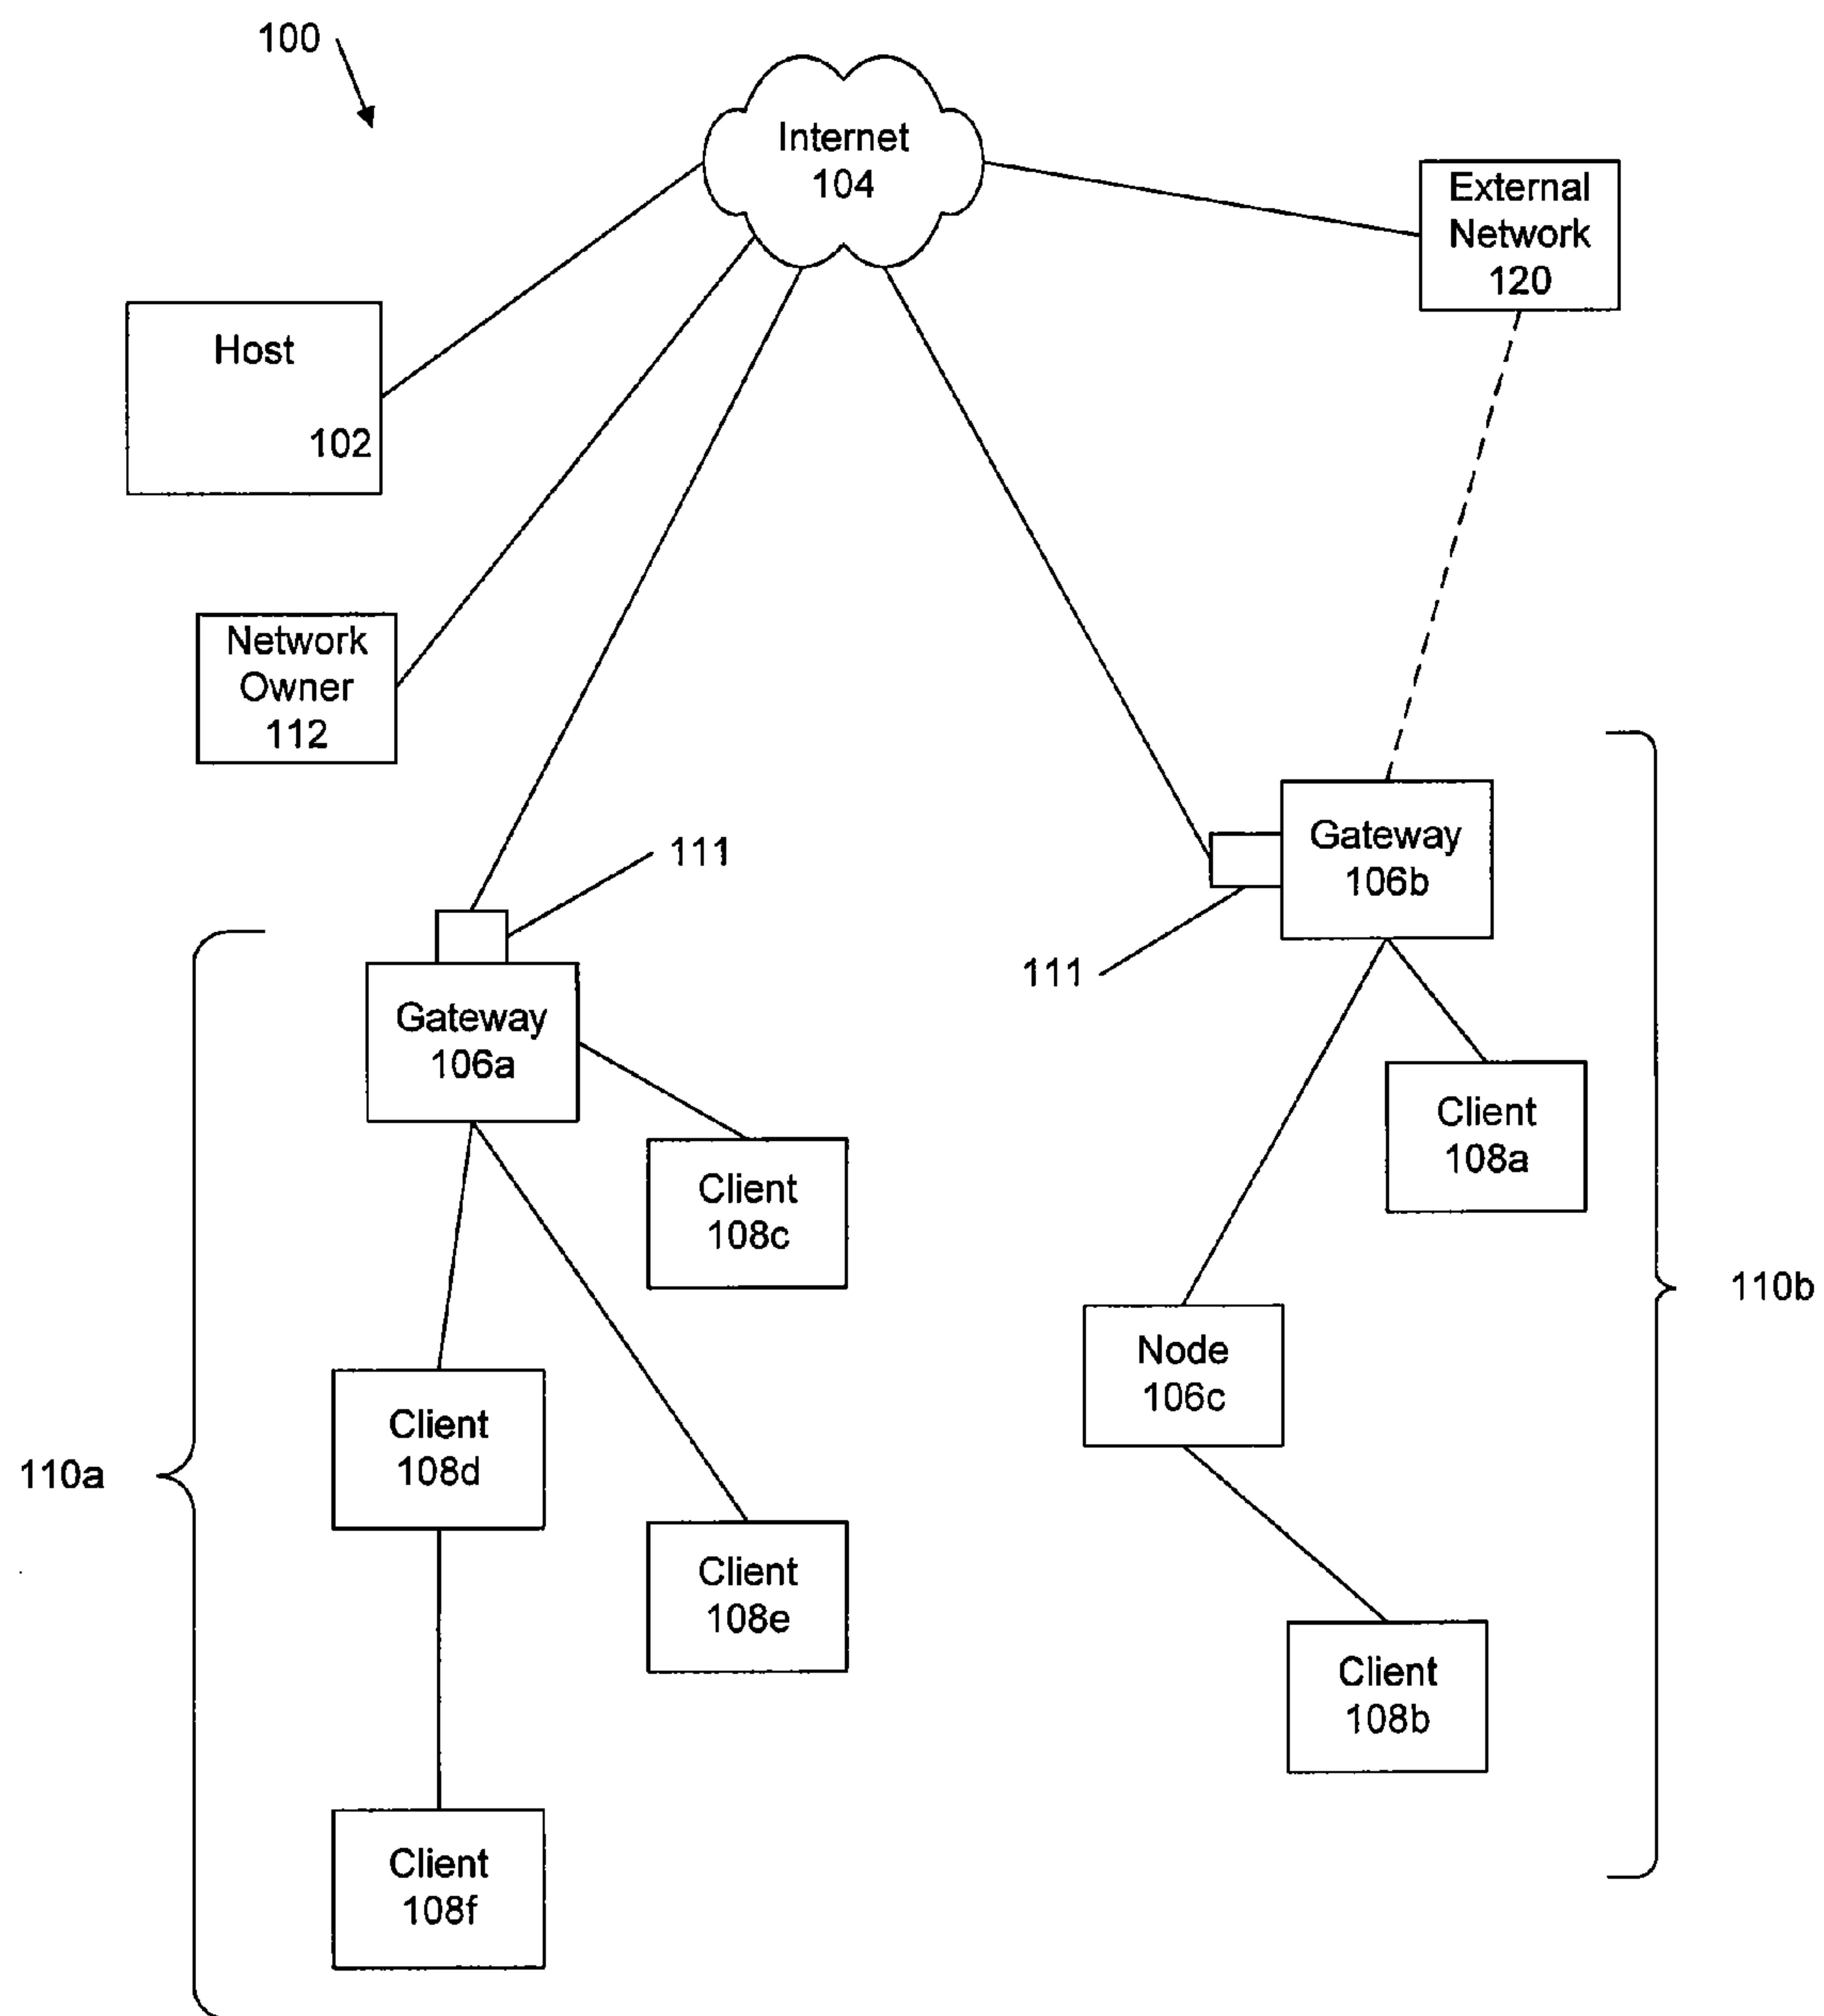 100
Internet
104
External
Network
120
Host
102
Network
Owner
112
111
Gateway
106b
111
Gateway
106a
Client
108a
Client
108c
110b
Node
106c
Client
108d
110a
Client
108e
Client
108b
Client
108f